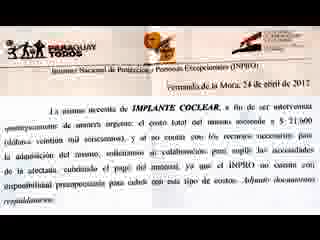 PARAGUAY
TODOS
Instituto Nacional de Protección a Personas Excepcionales (INPRO)
Fernando de la Mora, 24 de abril de 2012
La misma necesita de IMPLANTE COCLEAR, a fin de ser intervenida
quirúrgicamente de manera urgente; el costo total del mismo asciende a $ 21.600
(dólares veintiún mil seiscientos), y al no contar con los recursos necesarios para
la adquisición del mismo, solicitamos su colaboración para suplir las necesidades
de la afectada, cubriendo el pago del material, ya que el INPRO no cuenta con
disponibilidad presupuestaria para cubrir con este tipo de costos. Adjunto documentos
respaldatorios.